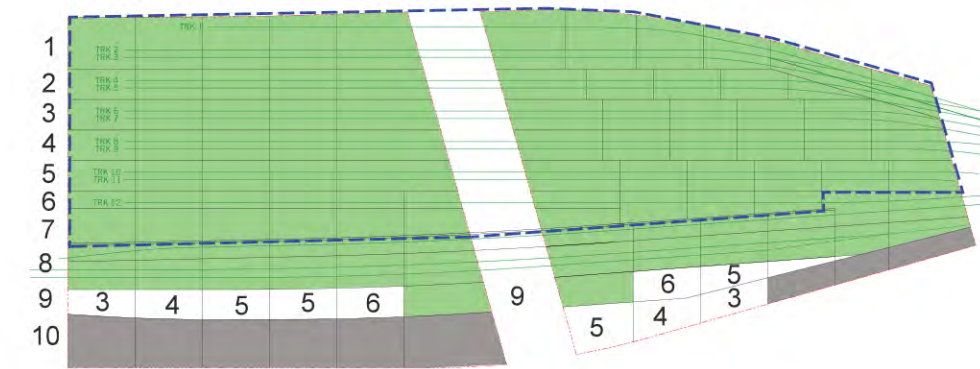 TRK 1
1
TRK 2
TRK 3
2
TRK 4
TRK 5
3
TRK 6
TRK 7
4
TRK 8
TRK 9
5
TRK 10
TRK 11
6
TRK 12
7
8
6 5
9 3 4 5 5 6 9 3
5 4
10